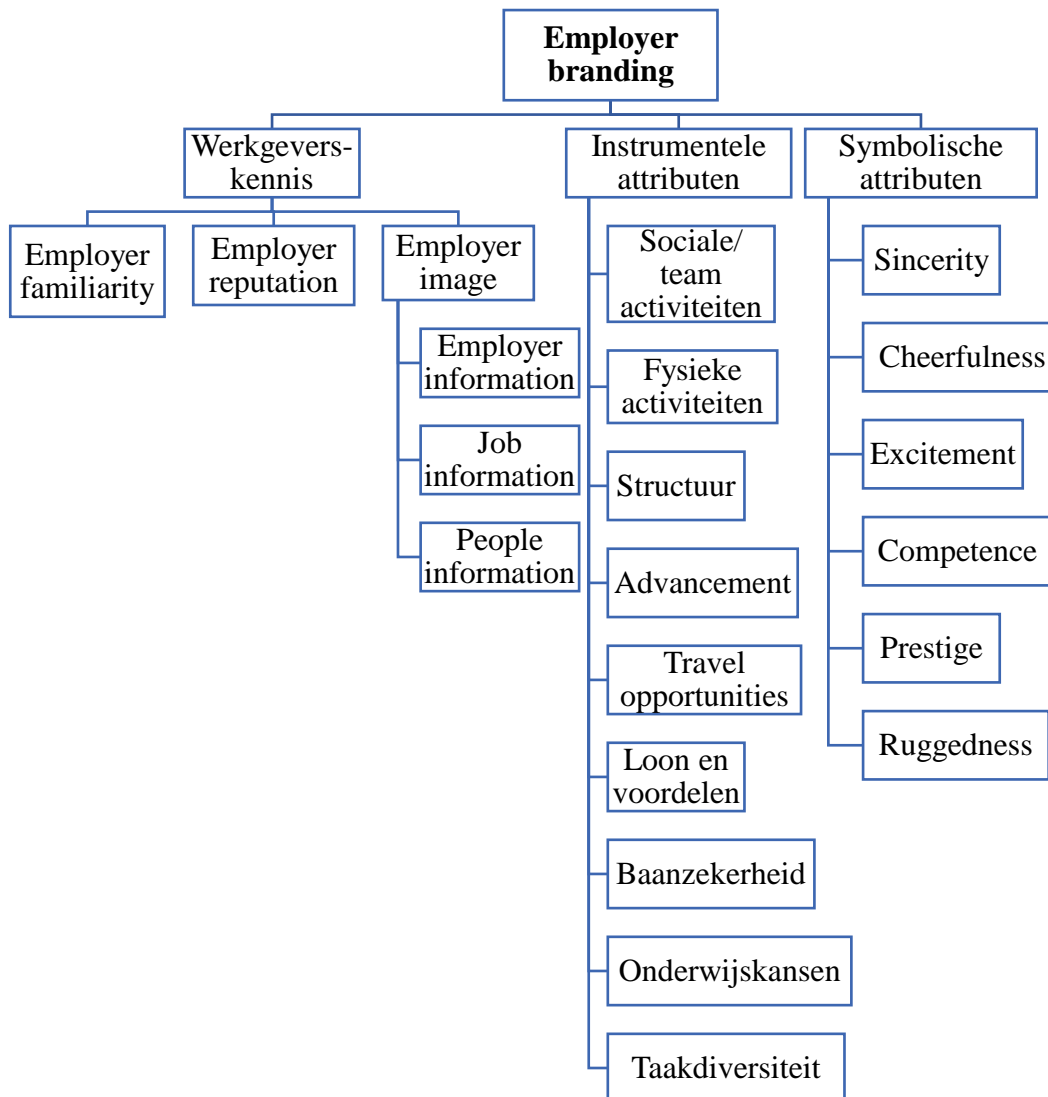 Employer
branding
Werkgevers-
kennis
Employer
familiarity
Employer
reputation
Employer
image
Employer
information
Job
information
People
information
Instrumentele
attributen
Sociale/
team
activiteiten
Fysieke
activiteiten
Structuur
Advancement
Travel
opportunities
Loon en
voordelen
Baanzekerheid
Onderwijskansen
Taakdiversiteit
Symbolische
attributen
Sincerity
Cheerfulness
Excitement
Competence
Prestige
Ruggedness